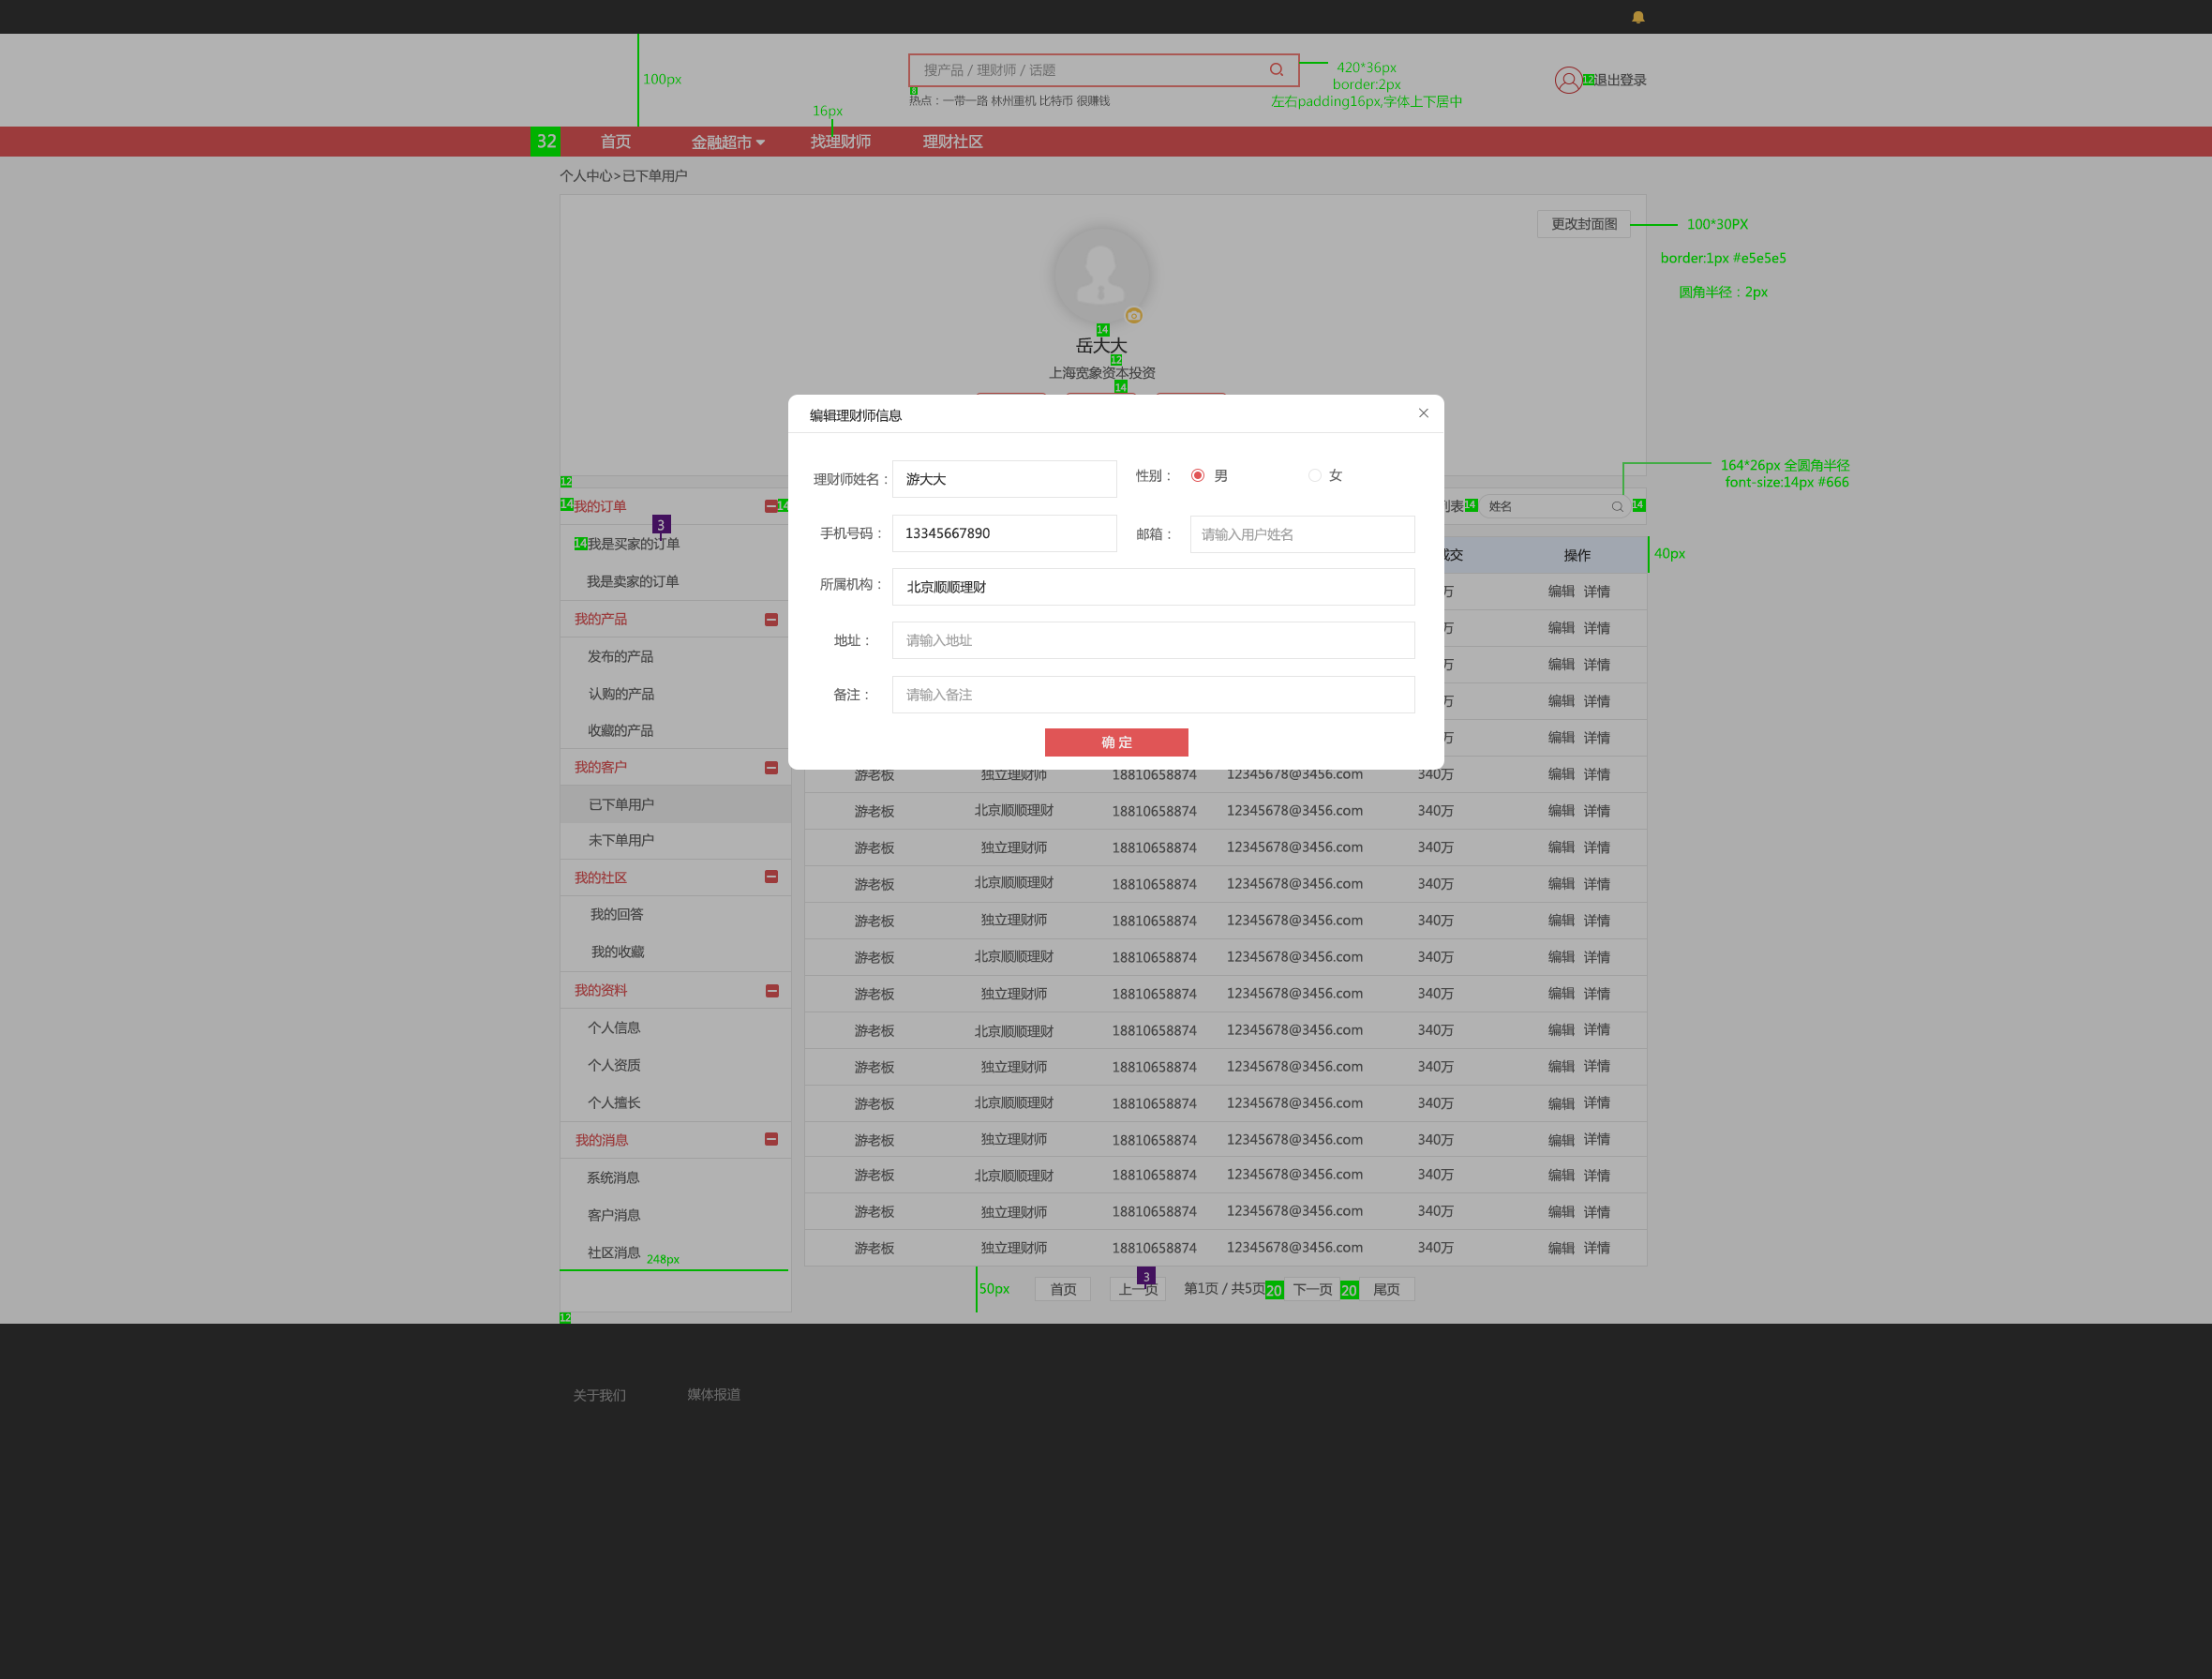 100px
搜产品 / 理财师 / 话题
420*36px
border:2px
左右padding16px,字体上下居中
8
热点：一带一路 林州重机 比特币 很赚钱
12 退出登录
16px
32 首页 金融超市 找理财师 理财社区
个人中心>已下单用户
更改封面图
100*30PX
border:1px #e5e5e5
圆角半径：2px
14
岳大大
12
上海宽象资本投资
14
编辑理财师信息
理财师姓名： 游大大 性别： 男 女
手机号码： 13345667890 邮箱： 请输入用户姓名
所属机构： 北京顺顺理财
地址： 请输入地址
备注： 请输入备注
确 定
164*26px 全圆角半径
font-size:14px #666
12
14 我的订单 14
3
14 我是买家的订单
我是卖家的订单
我的产品
发布的产品
认购的产品
收藏的产品
我的客户
已下单用户
未下单用户
我的社区
我的回答
我的收藏
我的资料
个人信息
个人资质
个人擅长
我的消息
系统消息
客户消息
社区消息 248px
12
列表 14 姓名 14
成交 操作 40px
万 编辑 详情
万 编辑 详情
万 编辑 详情
万 编辑 详情
万 编辑 详情
游老板 独立理财师 18810658874 12345678@3456.com 340万 编辑 详情
游老板 北京顺顺理财 18810658874 12345678@3456.com 340万 编辑 详情
游老板 独立理财师 18810658874 12345678@3456.com 340万 编辑 详情
游老板 北京顺顺理财 18810658874 12345678@3456.com 340万 编辑 详情
游老板 独立理财师 18810658874 12345678@3456.com 340万 编辑 详情
游老板 北京顺顺理财 18810658874 12345678@3456.com 340万 编辑 详情
游老板 独立理财师 18810658874 12345678@3456.com 340万 编辑 详情
游老板 北京顺顺理财 18810658874 12345678@3456.com 340万 编辑 详情
游老板 独立理财师 18810658874 12345678@3456.com 340万 编辑 详情
游老板 北京顺顺理财 18810658874 12345678@3456.com 340万 编辑 详情
游老板 独立理财师 18810658874 12345678@3456.com 340万 编辑 详情
游老板 北京顺顺理财 18810658874 12345678@3456.com 340万 编辑 详情
游老板 独立理财师 18810658874 12345678@3456.com 340万 编辑 详情
游老板 独立理财师 18810658874 12345678@3456.com 340万 编辑 详情
3
50px 首页 上一页 第1页 / 共5页 20 下一页 20 尾页
关于我们 媒体报道